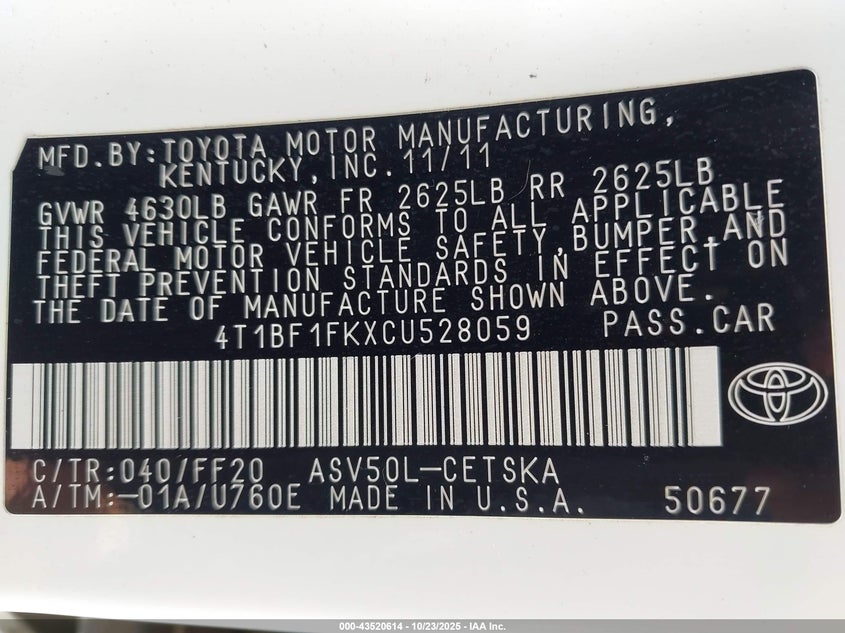 MFD.BY:TOYOTA MOTOR MANUFACTURING,
KENTUCKY,INC.11/11
GVWR 4630LB GAWR FR 2625LB RR 2625LB
THIS VEHICLE CONFORMS TO ALL APPLICABLE
FEDERAL MOTOR VEHICLE SAFETY,BUMPER,AND
THEFT PREVENTION STANDARDS IN EFFECT ON
THE DATE OF MANUFACTURE SHOWN ABOVE.
4T1BF1FKXCU528059 PASS.CAR
C/TR:040/FF20 ASV50L-CETSKA
A/TM:-01A/U760E MADE IN U.S.A. 50677
000-43520614 - 10/23/2025 - IAA Inc.